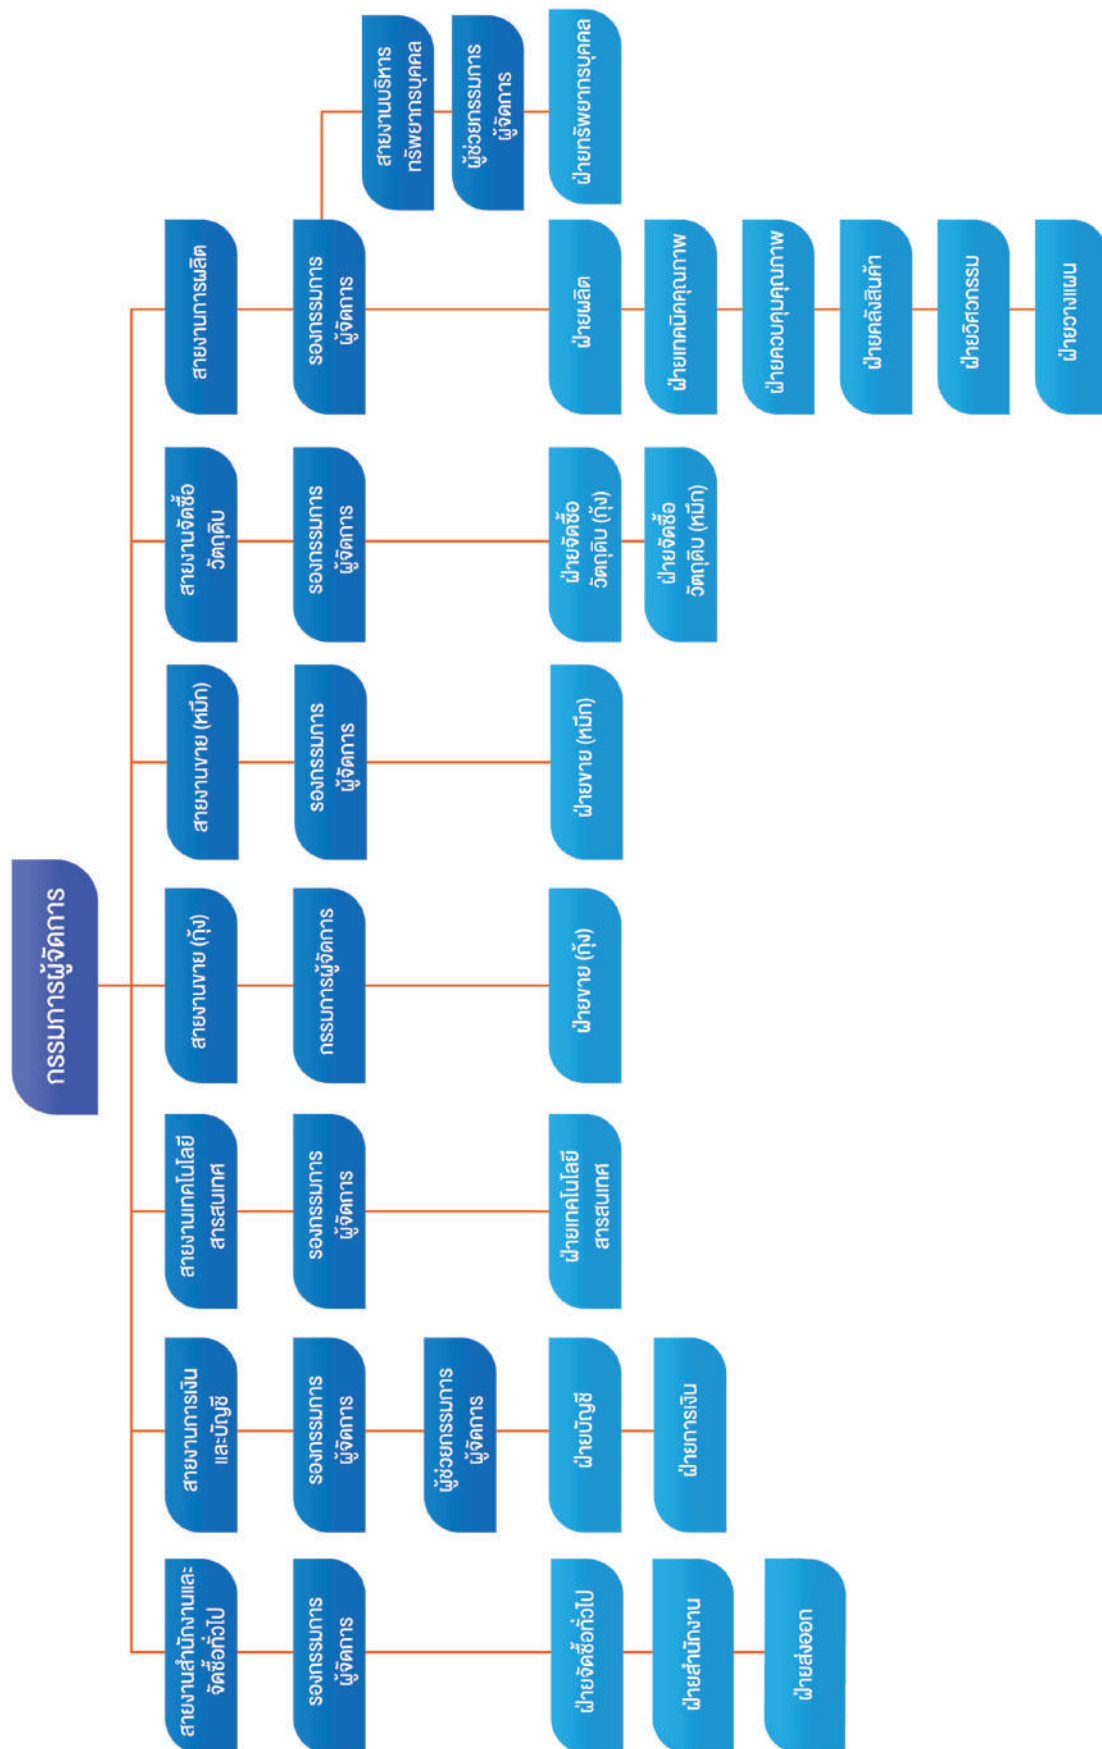 กรรมการผู้จัดการ
สายงานสำนักงานและ
จัดซื้อทั่วไป
สายงานการเงิน
และบัญชี
สายงานเทคโนโลยี
สารสนเทศ
สายงานขาย (กุ้ง)
สายงานขาย (หมึก)
สายงานจัดซื้อ
วัตถุดิบ
สายงานการผลิต
รองกรรมการ
ผู้จัดการ
รองกรรมการ
ผู้จัดการ
รองกรรมการ
ผู้จัดการ
กรรมการผู้จัดการ
รองกรรมการ
ผู้จัดการ
รองกรรมการ
ผู้จัดการ
รองกรรมการ
ผู้จัดการ
สายงานบริหาร
ทรัพยากรบุคคล
ผู้ช่วยกรรมการ
ผู้จัดการ
ผู้ช่วยกรรมการ
ผู้จัดการ
ฝ่ายจัดซื้อทั่วไป
ฝ่ายบัญชี
ฝ่ายเทคโนโลยี
สารสนเทศ
ฝ่ายขาย (กุ้ง)
ฝ่ายขาย (หมึก)
ฝ่ายจัดซื้อ
วัตถุดิบ (กุ้ง)
ฝ่ายผลิต
ฝ่ายทรัพยากรบุคคล
ฝ่ายสำนักงาน
ฝ่ายการเงิน
ฝ่ายจัดซื้อ
วัตถุดิบ (หมึก)
ฝ่ายเทคนิคคุณภาพ
ฝ่ายส่งออก
ฝ่ายควบคุมคุณภาพ
ฝ่ายคลังสินค้า
ฝ่ายวิศวกรรม
ฝ่ายวางแผน